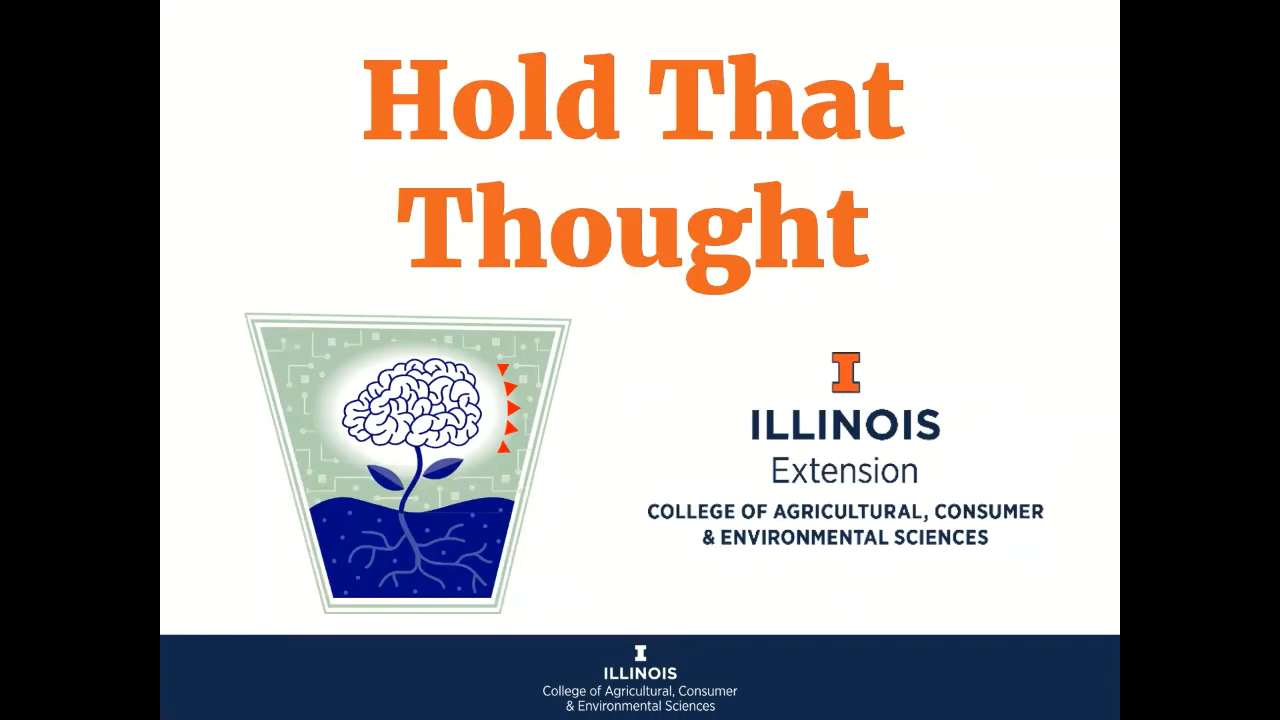 Hold That
Thought
I
ILLINOIS
Extension
COLLEGE OF AGRICULTURAL, CONSUMER
& ENVIRONMENTAL SCIENCES
I
ILLINOIS
College of Agricultural, Consumer
& Environmental Sciences